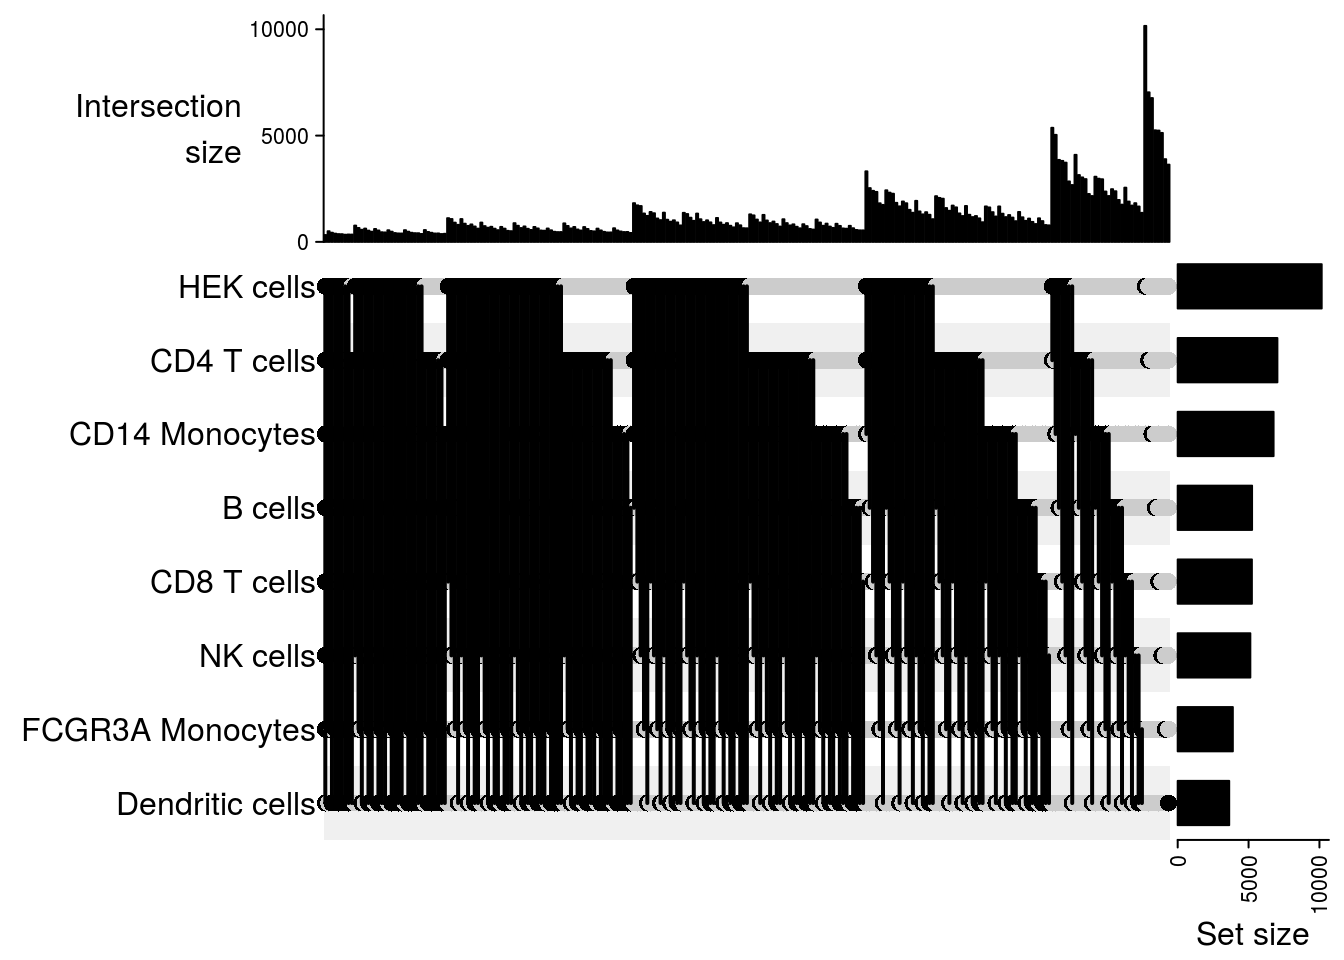 10000
Intersection
size
5000
0
HEK cells
CD4 T cells
CD14 Monocytes
B cells
CD8 T cells
NK cells
FCGR3A Monocytes
Dendritic cells
0
5000
10000
Set size